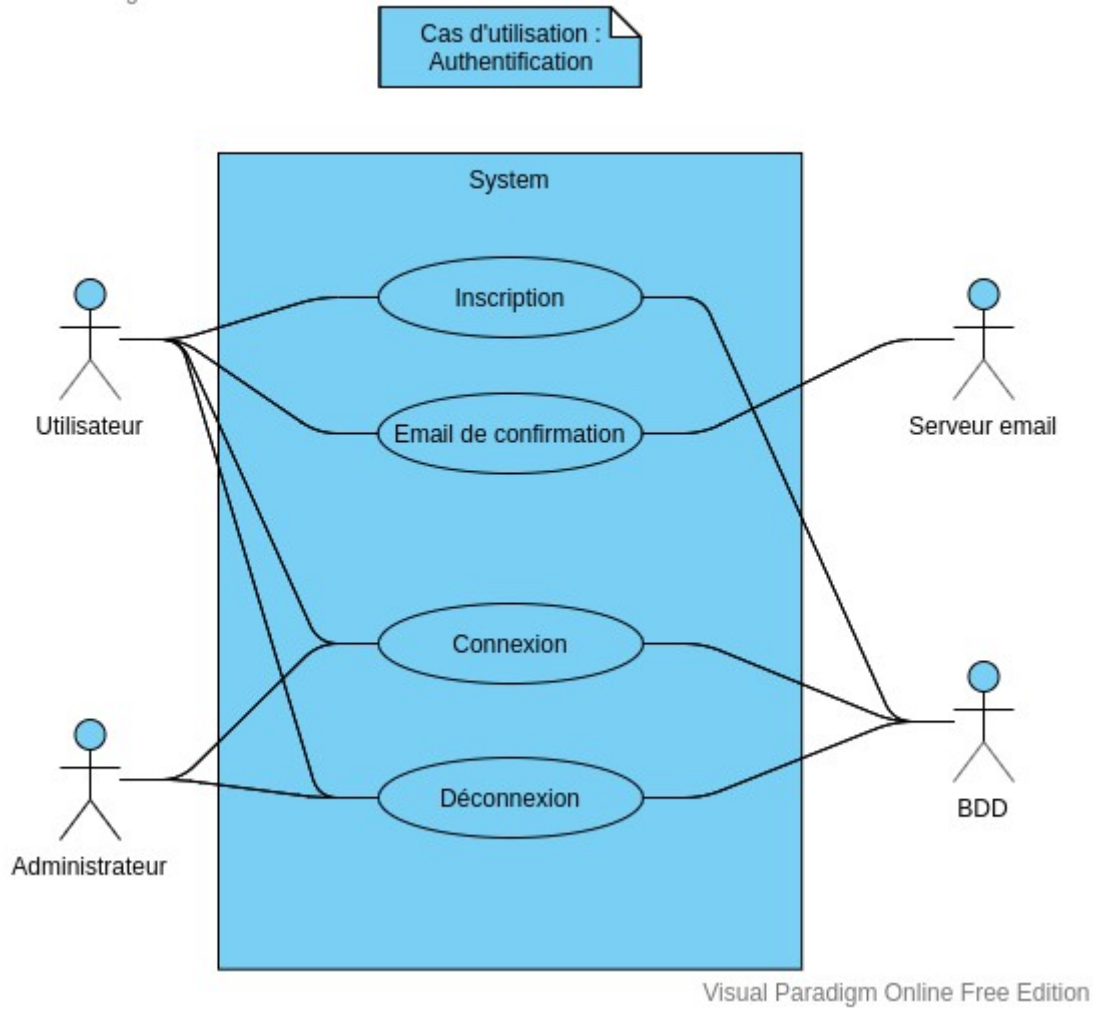 Cas d'utilisation :
Authentification
System
Inscription
Utilisateur
Serveur email
Email de confirmation
Connexion
Déconnexion
Administrateur
BDD
Visual Paradigm Online Free Edition